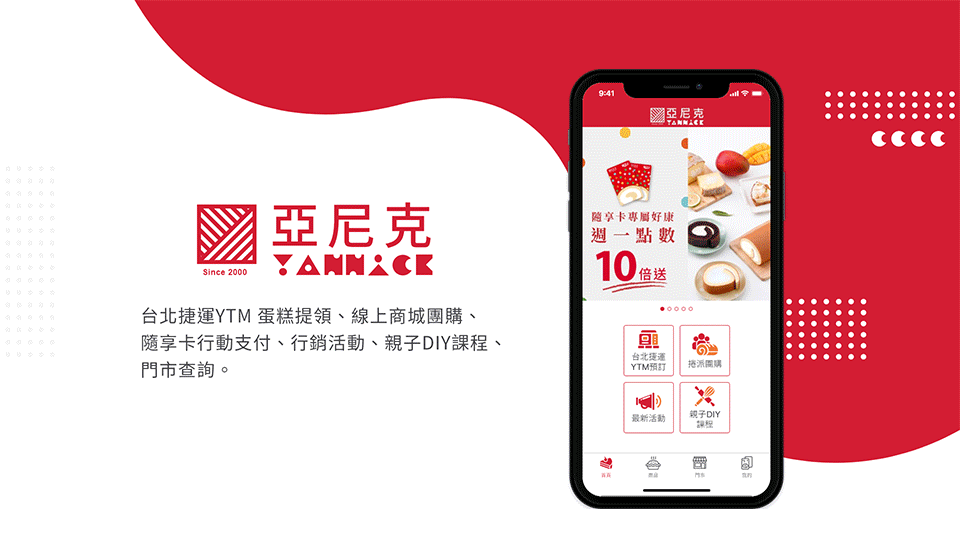 亞尼克
YANNICK
Since 2000
台北捷運YTM 蛋糕提領、線上商城團購、
隨享卡行動支付、行銷活動、親子DIY課程、
門市查詢。
9:41
亞尼克
YANNICK
隨享卡專屬好康
週一點數
10倍送
台北捷運
YTM預訂
捲派團購
最新活動
親子DIY
課程
首頁
商店
門市
我的